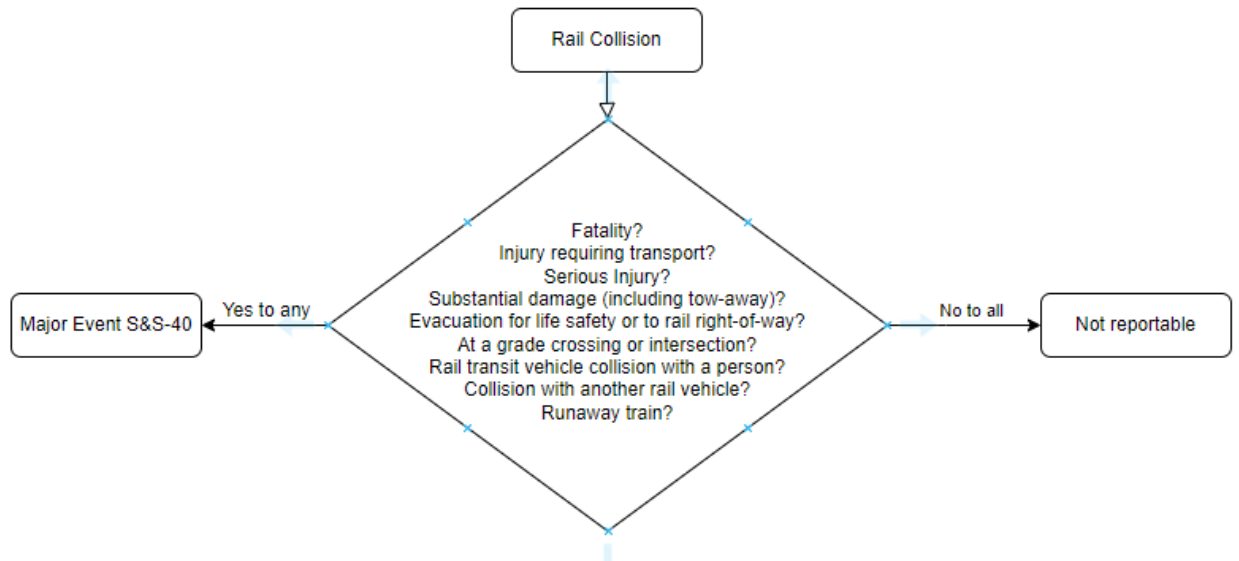 Rail Collision
Fatality?
Injury requiring transport?
Serious Injury?
Substantial damage (including tow-away)?
Evacuation for life safety or to rail right-of-way?
At a grade crossing or intersection?
Rail transit vehicle collision with a person?
Collision with another rail vehicle?
Runaway train?
Yes to any
Major Event S&S-40
No to all
Not reportable